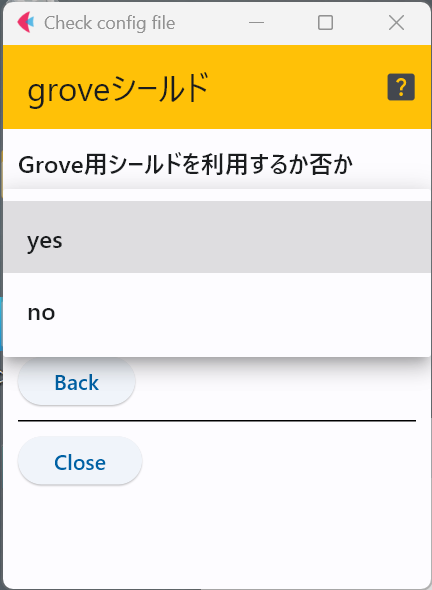 Check config file
groveシールド
?
Grove用シールドを利用するか否か
yes
no
Back
Close